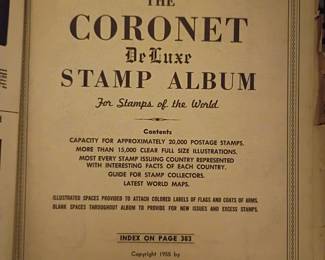 THE
CORONET
DeLuxe
STAMP ALBUM
For Stamps of the World
Contents
CAPACITY FOR APPROXIMATELY 20,000 POSTAGE STAMPS.
MORE THAN 15,000 CLEAR FULL SIZE ILLUSTRATIONS.
MOST EVERY STAMP ISSUING COUNTRY REPRESENTED
WITH INTERESTING FACTS OF EACH COUNTRY.
GUIDE FOR STAMP COLLECTORS.
LATEST WORLD MAPS.
ILLUSTRATED SPACES PROVIDED TO ATTACH COLORED LABELS OF FLAGS AND COATS OF ARMS.
BLANK SPACES THROUGHOUT ALBUM TO PROVIDE FOR NEW ISSUES AND EXCESS STAMPS.
INDEX ON PAGE 383
Copyright 1955 by